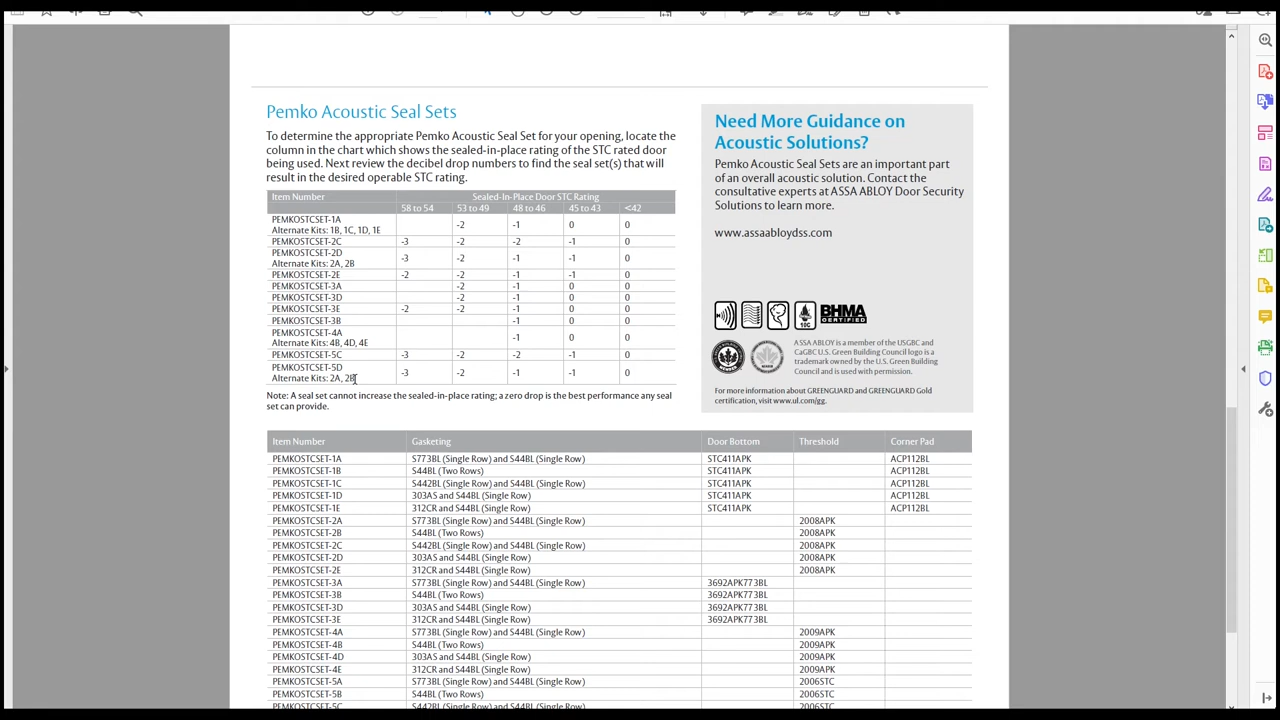 Pemko Acoustic Seal Sets
To determine the appropriate Pemko Acoustic Seal Set for your opening, locate the
column in the chart which shows the sealed-in-place rating of the STC rated door
being used. Next review the decibel drop numbers to find the seal set(s) that will
result in the desired operable STC rating.
Item Number Sealed-In-Place Door STC Rating
58 to 54 53 to 49 48 to 46 45 to 43 <42
PEMKOSTCSET-1A
Alternate Kits: 1B, 1C, 1D, 1E -2 -1 0 0
PEMKOSTCSET-2C -3 -2 -2 -1 0
PEMKOSTCSET-2D
Alternate Kits: 2A, 2B -3 -2 -1 -1 0
PEMKOSTCSET-2E -2 -2 -1 -1 0
PEMKOSTCSET-3A -2 -1 0 0
PEMKOSTCSET-3D -2 -1 0 0
PEMKOSTCSET-3E -2 -2 -1 0 0
PEMKOSTCSET-3B -1 0 0
PEMKOSTCSET-4A
Alternate Kits: 4B, 4D, 4E -1 0 0
PEMKOSTCSET-5C -3 -2 -2 -1 0
PEMKOSTCSET-5D
Alternate Kits: 2A, 2B -3 -2 -1 -1 0
Note: A seal set cannot increase the sealed-in-place rating; a zero drop is the best performance any seal
set can provide.
Need More Guidance on
Acoustic Solutions?
Pemko Acoustic Seal Sets are an important part
of an overall acoustic solution. Contact the
consultative experts at ASSA ABLOY Door Security
Solutions to learn more.
www.assaabloydss.com
10C
BHMA
CERTIFIED
ASSA ABLOY is a member of the USGBC and
CaGBC U.S. Green Building Council logo is a
trademark owned by the U.S. Green Building
Council and is used with permission.
For more information about GREENGUARD and GREENGUARD Gold
certification, visit www.ul.com/gg.
Item Number Gasketing Door Bottom Threshold Corner Pad
PEMKOSTCSET-1A S773BL (Single Row) and S44BL (Single Row) STC411APK ACP112BL
PEMKOSTCSET-1B S44BL (Two Rows) STC411APK ACP112BL
PEMKOSTCSET-1C S442BL (Single Row) and S44BL (Single Row) STC411APK ACP112BL
PEMKOSTCSET-1D 303AS and S44BL (Single Row) STC411APK ACP112BL
PEMKOSTCSET-1E 312CR and S44BL (Single Row) STC411APK ACP112BL
PEMKOSTCSET-2A S773BL (Single Row) and S44BL (Single Row) 2008APK
PEMKOSTCSET-2B S44BL (Two Rows) 2008APK
PEMKOSTCSET-2C S442BL (Single Row) and S44BL (Single Row) 2008APK
PEMKOSTCSET-2D 303AS and S44BL (Single Row) 2008APK
PEMKOSTCSET-2E 312CR and S44BL (Single Row) 2008APK
PEMKOSTCSET-3A S773BL (Single Row) and S44BL (Single Row) 3692APK773BL
PEMKOSTCSET-3B S44BL (Two Rows) 3692APK773BL
PEMKOSTCSET-3D 303AS and S44BL (Single Row) 3692APK773BL
PEMKOSTCSET-3E 312CR and S44BL (Single Row) 3692APK773BL
PEMKOSTCSET-4A S773BL (Single Row) and S44BL (Single Row) 2009APK
PEMKOSTCSET-4B S44BL (Two Rows) 2009APK
PEMKOSTCSET-4D 303AS and S44BL (Single Row) 2009APK
PEMKOSTCSET-4E 312CR and S44BL (Single Row) 2009APK
PEMKOSTCSET-5A S773BL (Single Row) and S44BL (Single Row) 2006STC
PEMKOSTCSET-5B S44BL (Two Rows) 2006STC
PEMKOSTCSET-5C S442BL (Single Row) and S44BL (Single Row) 2006STC